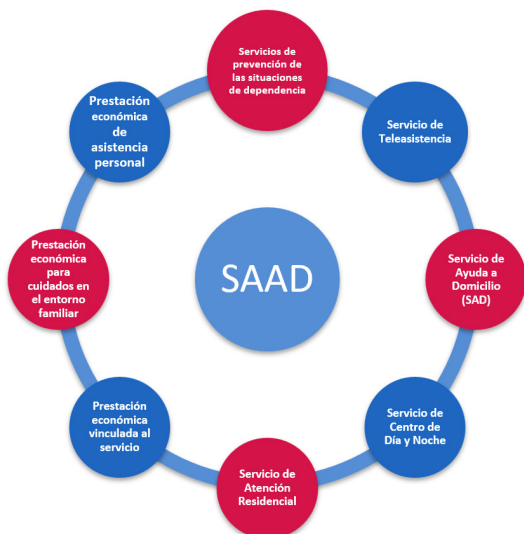 Servicios de
prevención de
las situaciones
de dependencia
Servicio de
Teleasistencia
Servicio de
Ayuda a
Domicilio
(SAD)
Servicio de
Centro de
Día y Noche
Servicio de
Atención
Residencial
Prestación
económica
vinculada al
servicio
Prestación
económica
para
cuidados en
el entorno
familiar
Prestación
económica
de
asistencia
personal
SAAD